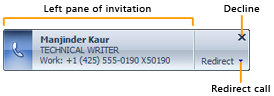 Left pane of invitation
Decline
Manjinder Kaur
TECHNICAL WRITER
Work: +1 (425) 555-0190 X50190
Redirect
Redirect call